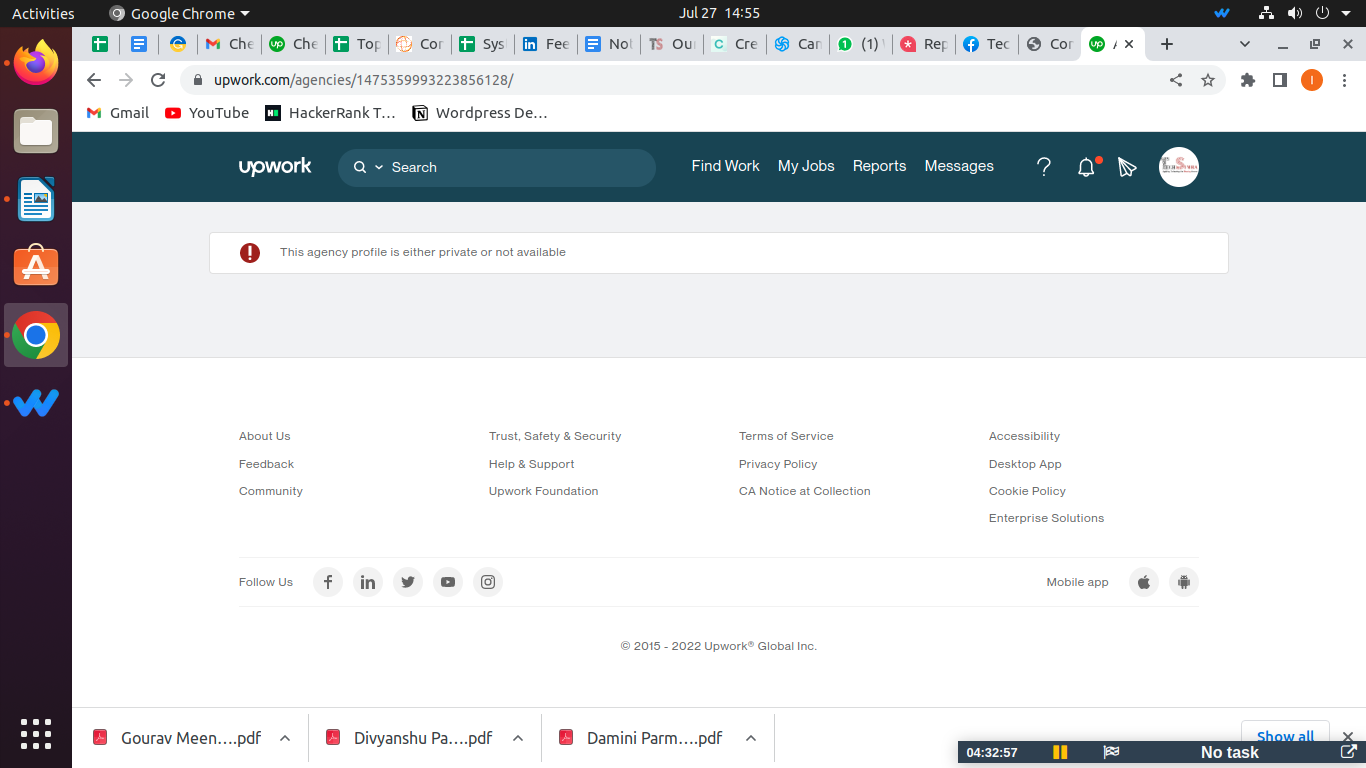 Activities Google Chrome Jul 27 14:55
Che Che Top Cor Sys Fee Not Our Cre Can (1) Rep Tec Cor
upwork.com/agencies/1475359993223856128/ I
Gmail YouTube HackerRank T... Wordpress De...
upwork Search Find Work My Jobs Reports Messages
This agency profile is either private or not available
About Us Trust, Safety & Security Terms of Service Accessibility
Feedback Help & Support Privacy Policy Desktop App
Community Upwork Foundation CA Notice at Collection Cookie Policy
Enterprise Solutions
Follow Us Mobile app
© 2015 - 2022 Upwork® Global Inc.
Gourav Meen....pdf Divyanshu Pa....pdf Damini Parm....pdf Show all
04:32:57 No task